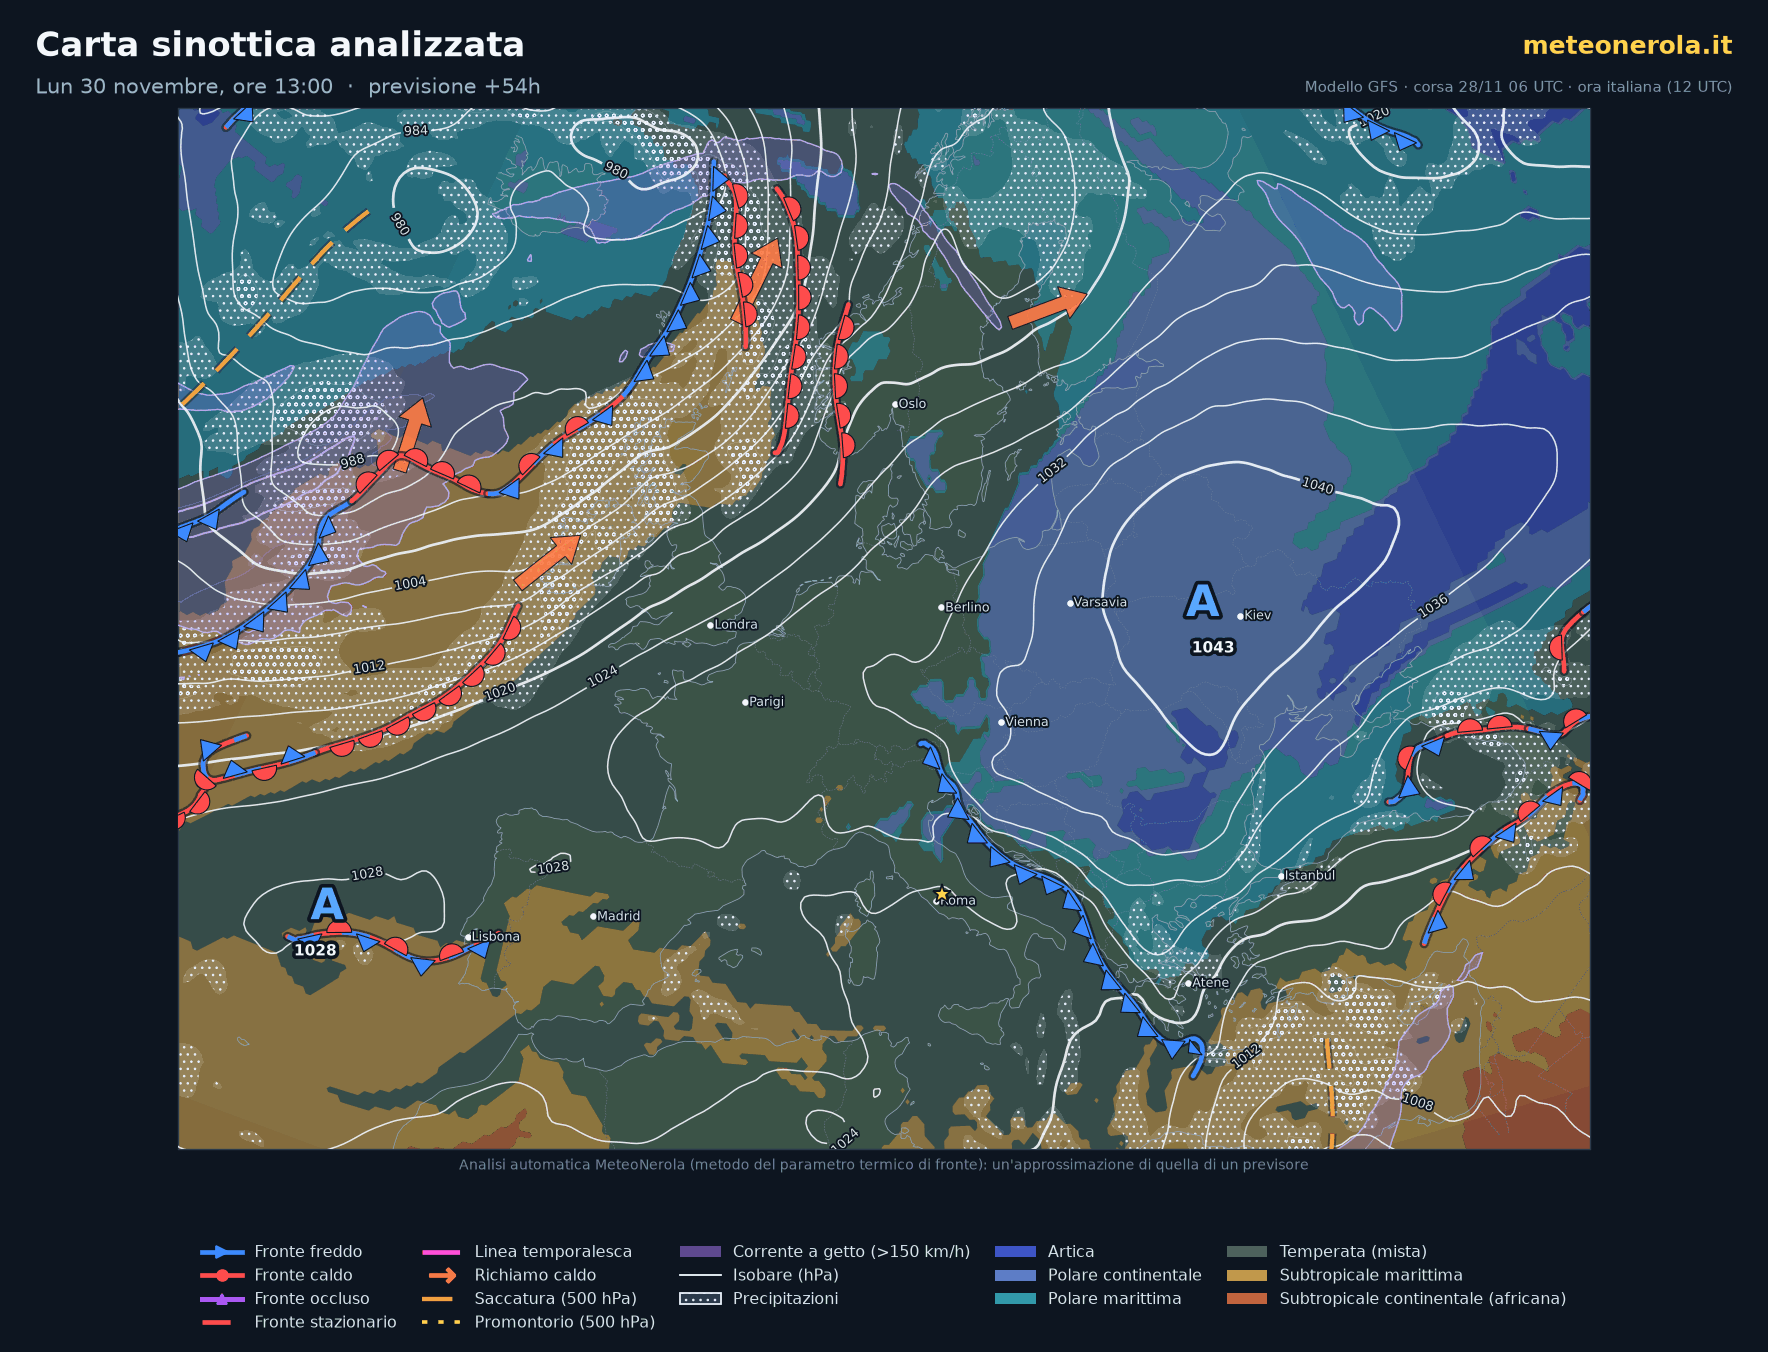 Carta sinottica analizzata
meteonerola.it
Lun 30 novembre, ore 13:00 · previsione +54h
Modello GFS · corsa 28/11 06 UTC · ora italiana (12 UTC)
1020
984
980
980
Oslo
988
1032
1040
1004
Berlino
Varsavia
A
Kiev
1036
Londra
1043
1012
1024
1020
Parigi
Vienna
1028
1028
Istanbul
A
Roma
Madrid
Lisbona
1028
Atene
1012
1008
1024
Analisi automatica MeteoNerola (metodo del parametro termico di fronte): un'approssimazione di quella di un previsore
Fronte freddo
Fronte caldo
Fronte occluso
Fronte stazionario
Linea temporalesca
Richiamo caldo
Saccatura (500 hPa)
Promontorio (500 hPa)
Corrente a getto (>150 km/h)
Isobare (hPa)
Precipitazioni
Artica
Polare continentale
Polare marittima
Temperata (mista)
Subtropicale marittima
Subtropicale continentale (africana)